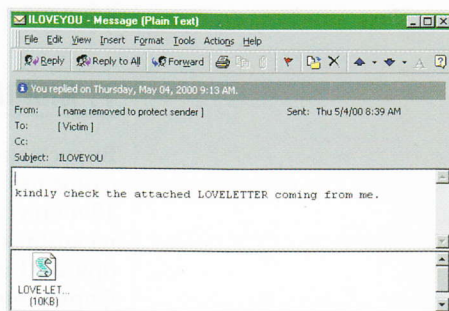 ILOVEYOU - Message (Plain Text)
File Edit View Insert Format Tools Actions Help
Reply Reply to All Forward A
You replied on Thursday, May 04, 2000 9:13 AM.
From: [ name removed to protect sender ] Sent: Thu 5/4/00 8:39 AM
To: [ Victim ]
Cc:
Subject: ILOVEYOU
kindly check the attached LOVELETTER coming from me.
LOVE-LET...
(10KB)